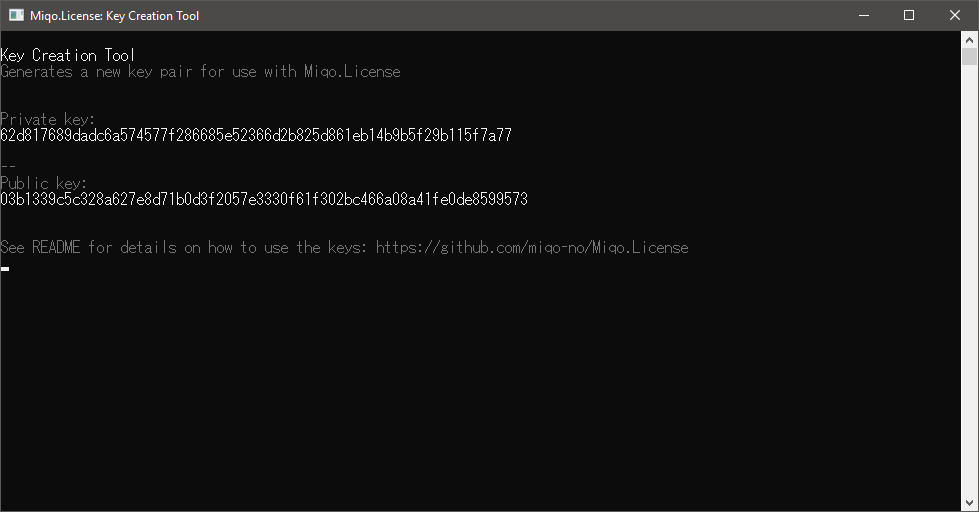 Miqo.License: Key Creation Tool
Key Creation Tool
Generates a new key pair for use with Miqo.License
Private key:
62d817689dadc6a574577f286685e52366d2b825d861eb14b9b5f29b115f7a77
--
Public key:
03b1339c5c328a627e8d71b0d3f2057e3330f61f302bc466a08a41fe0de8599573
See README for details on how to use the keys: https://github.com/miqo-no/Miqo.License